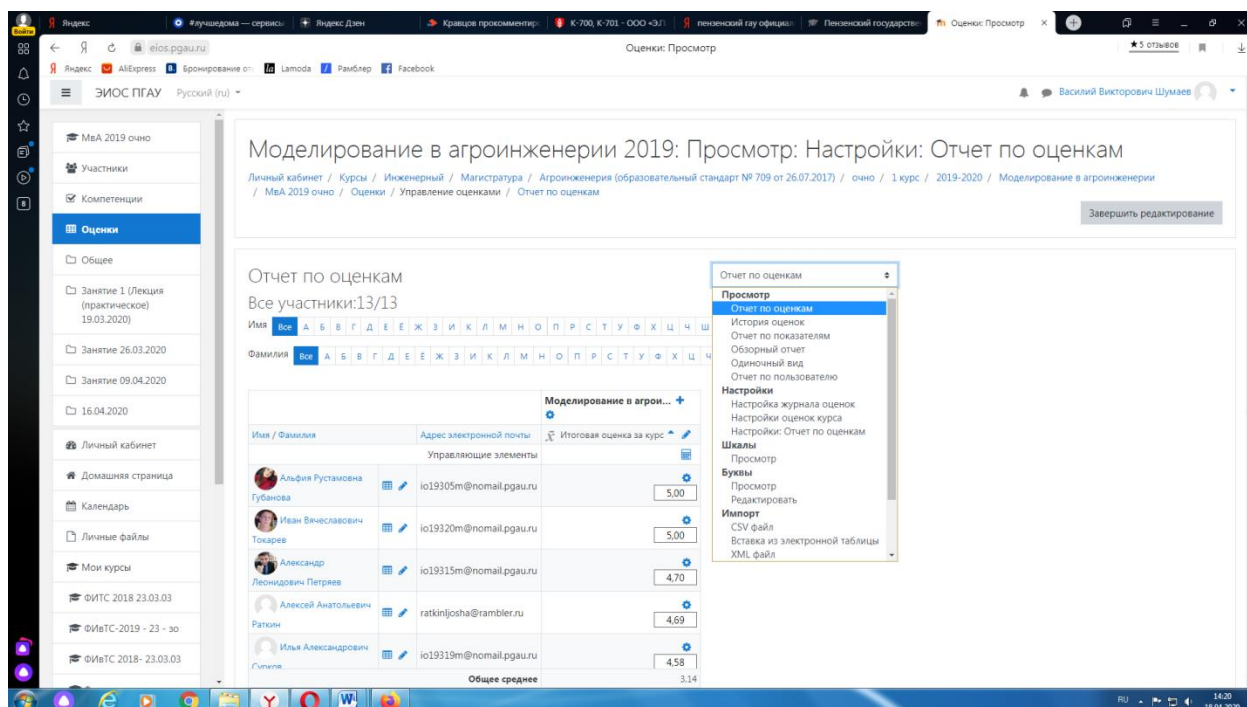 Войти
Яндекс
#лучшедома — сервисы
Яндекс Дзен
Кравцов прокомментир
К-700, К-701 - ООО «ЭЛ
пензенский гау официал
Пензенский государстве
Оценки: Просмотр
eios.pgau.ru
Оценки: Просмотр
★5 отзывов
Яндекс
AliExpress
Бронирование от
Lamoda
Рамблер
Facebook
ЭИОС ПГАУ
Русский (ru)
Василий Викторович Шумаев
МвА 2019 очно
Участники
Компетенции
Оценки
Общее
Занятие 1 (Лекция
(практическое)
19.03.2020)
Занятие 26.03.2020
Занятие 09.04.2020
16.04.2020
Личный кабинет
Домашняя страница
Календарь
Личные файлы
Мои курсы
ФИТС 2018 23.03.03
ФИвТС-2019 - 23 - зо
ФИвТС 2018- 23.03.03
Моделирование в агроинженерии 2019: Просмотр: Настройки: Отчет по оценкам
Личный кабинет / Курсы / Инженерный / Магистратура / Агроинженерия (образовательный стандарт № 709 от 26.07.2017) / очно / 1 курс / 2019-2020 / Моделирование в агроинженерии
/ МвА 2019 очно / Оценки / Управление оценками / Отчет по оценкам
Завершить редактирование
Отчет по оценкам
Все участники:13/13
Имя Все А Б В Г Д Е Ё Ж З И К Л М Н О П Р С Т У Ф Х Ц Ч Ш
Фамилия Все А Б В Г Д Е Ё Ж З И К Л М Н О П Р С Т У Ф Х Ц Ч
Моделирование в агрои...
Имя / Фамилия
Адрес электронной почты
Итоговая оценка за курс
Управляющие элементы
Альфия Рустамовна
Губанова
io19305m@nomail.pgau.ru
5,00
Иван Вячеславович
Токарев
io19320m@nomail.pgau.ru
5,00
Александр
Леонидович Петряев
io19315m@nomail.pgau.ru
4,70
Алексей Анатольевич
Раткин
ratkinljosha@rambler.ru
4,69
Илья Александрович
io19319m@nomail.pgau.ru
4,58
Общее среднее
3,14
Отчет по оценкам
Просмотр
Отчет по оценкам
История оценок
Отчет по показателям
Обзорный отчет
Одиночный вид
Отчет по пользователю
Настройки
Настройка журнала оценок
Настройки оценок курса
Настройки: Отчет по оценкам
Шкалы
Просмотр
Буквы
Просмотр
Редактировать
Импорт
CSV файл
Вставка из электронной таблицы
XML файл
RU
14:20